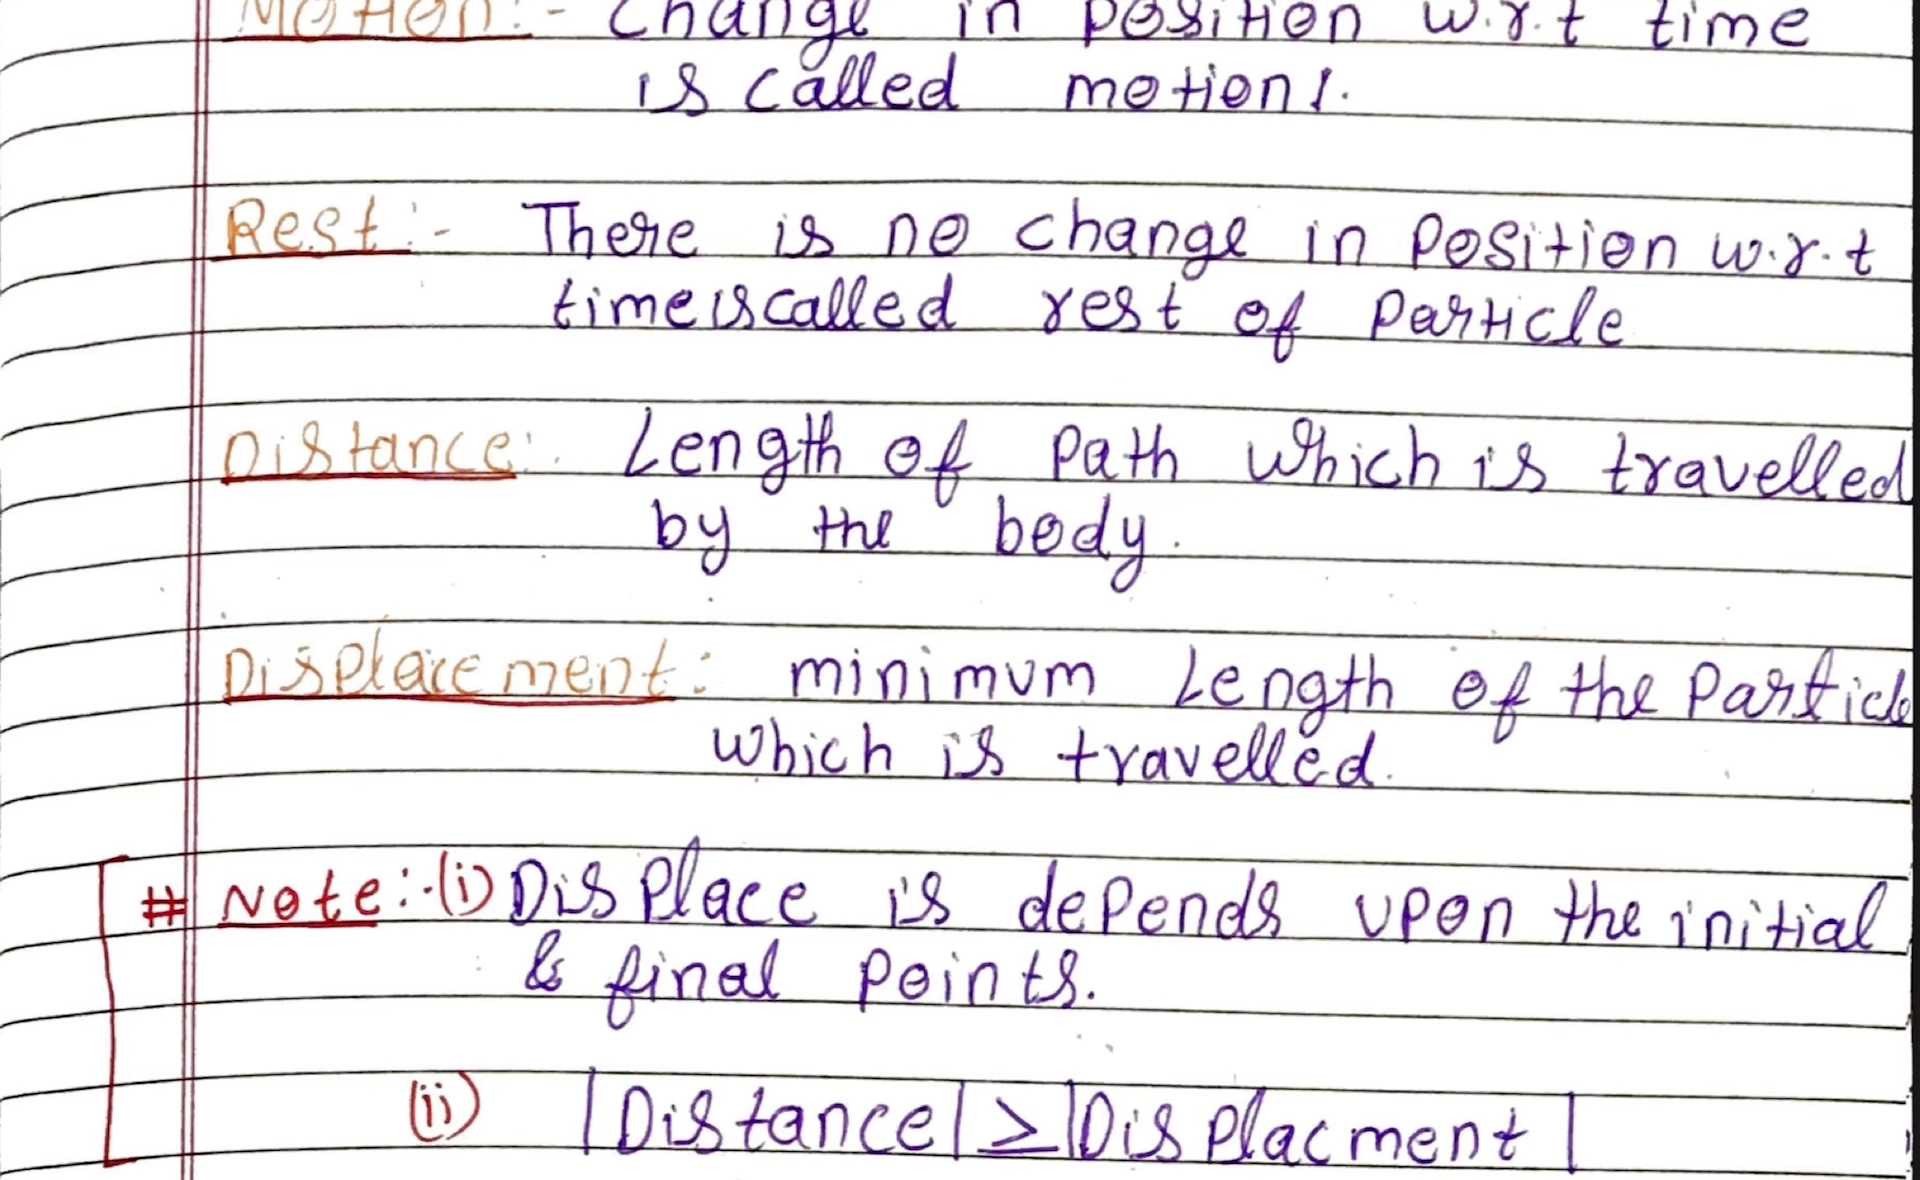 Motion:- Change in position w.r.t time
is called motion.
Rest:- There is no change in Position w.r.t
time is called rest of Particle
Distance: Length of Path which is travelled
by the body.
Displacement: minimum Length of the Particle
which is travelled.
# Note:-(i) DisPlace is dePends upon the initial
& final Points.
(ii) |Distance| ≥ |DisPlacment|